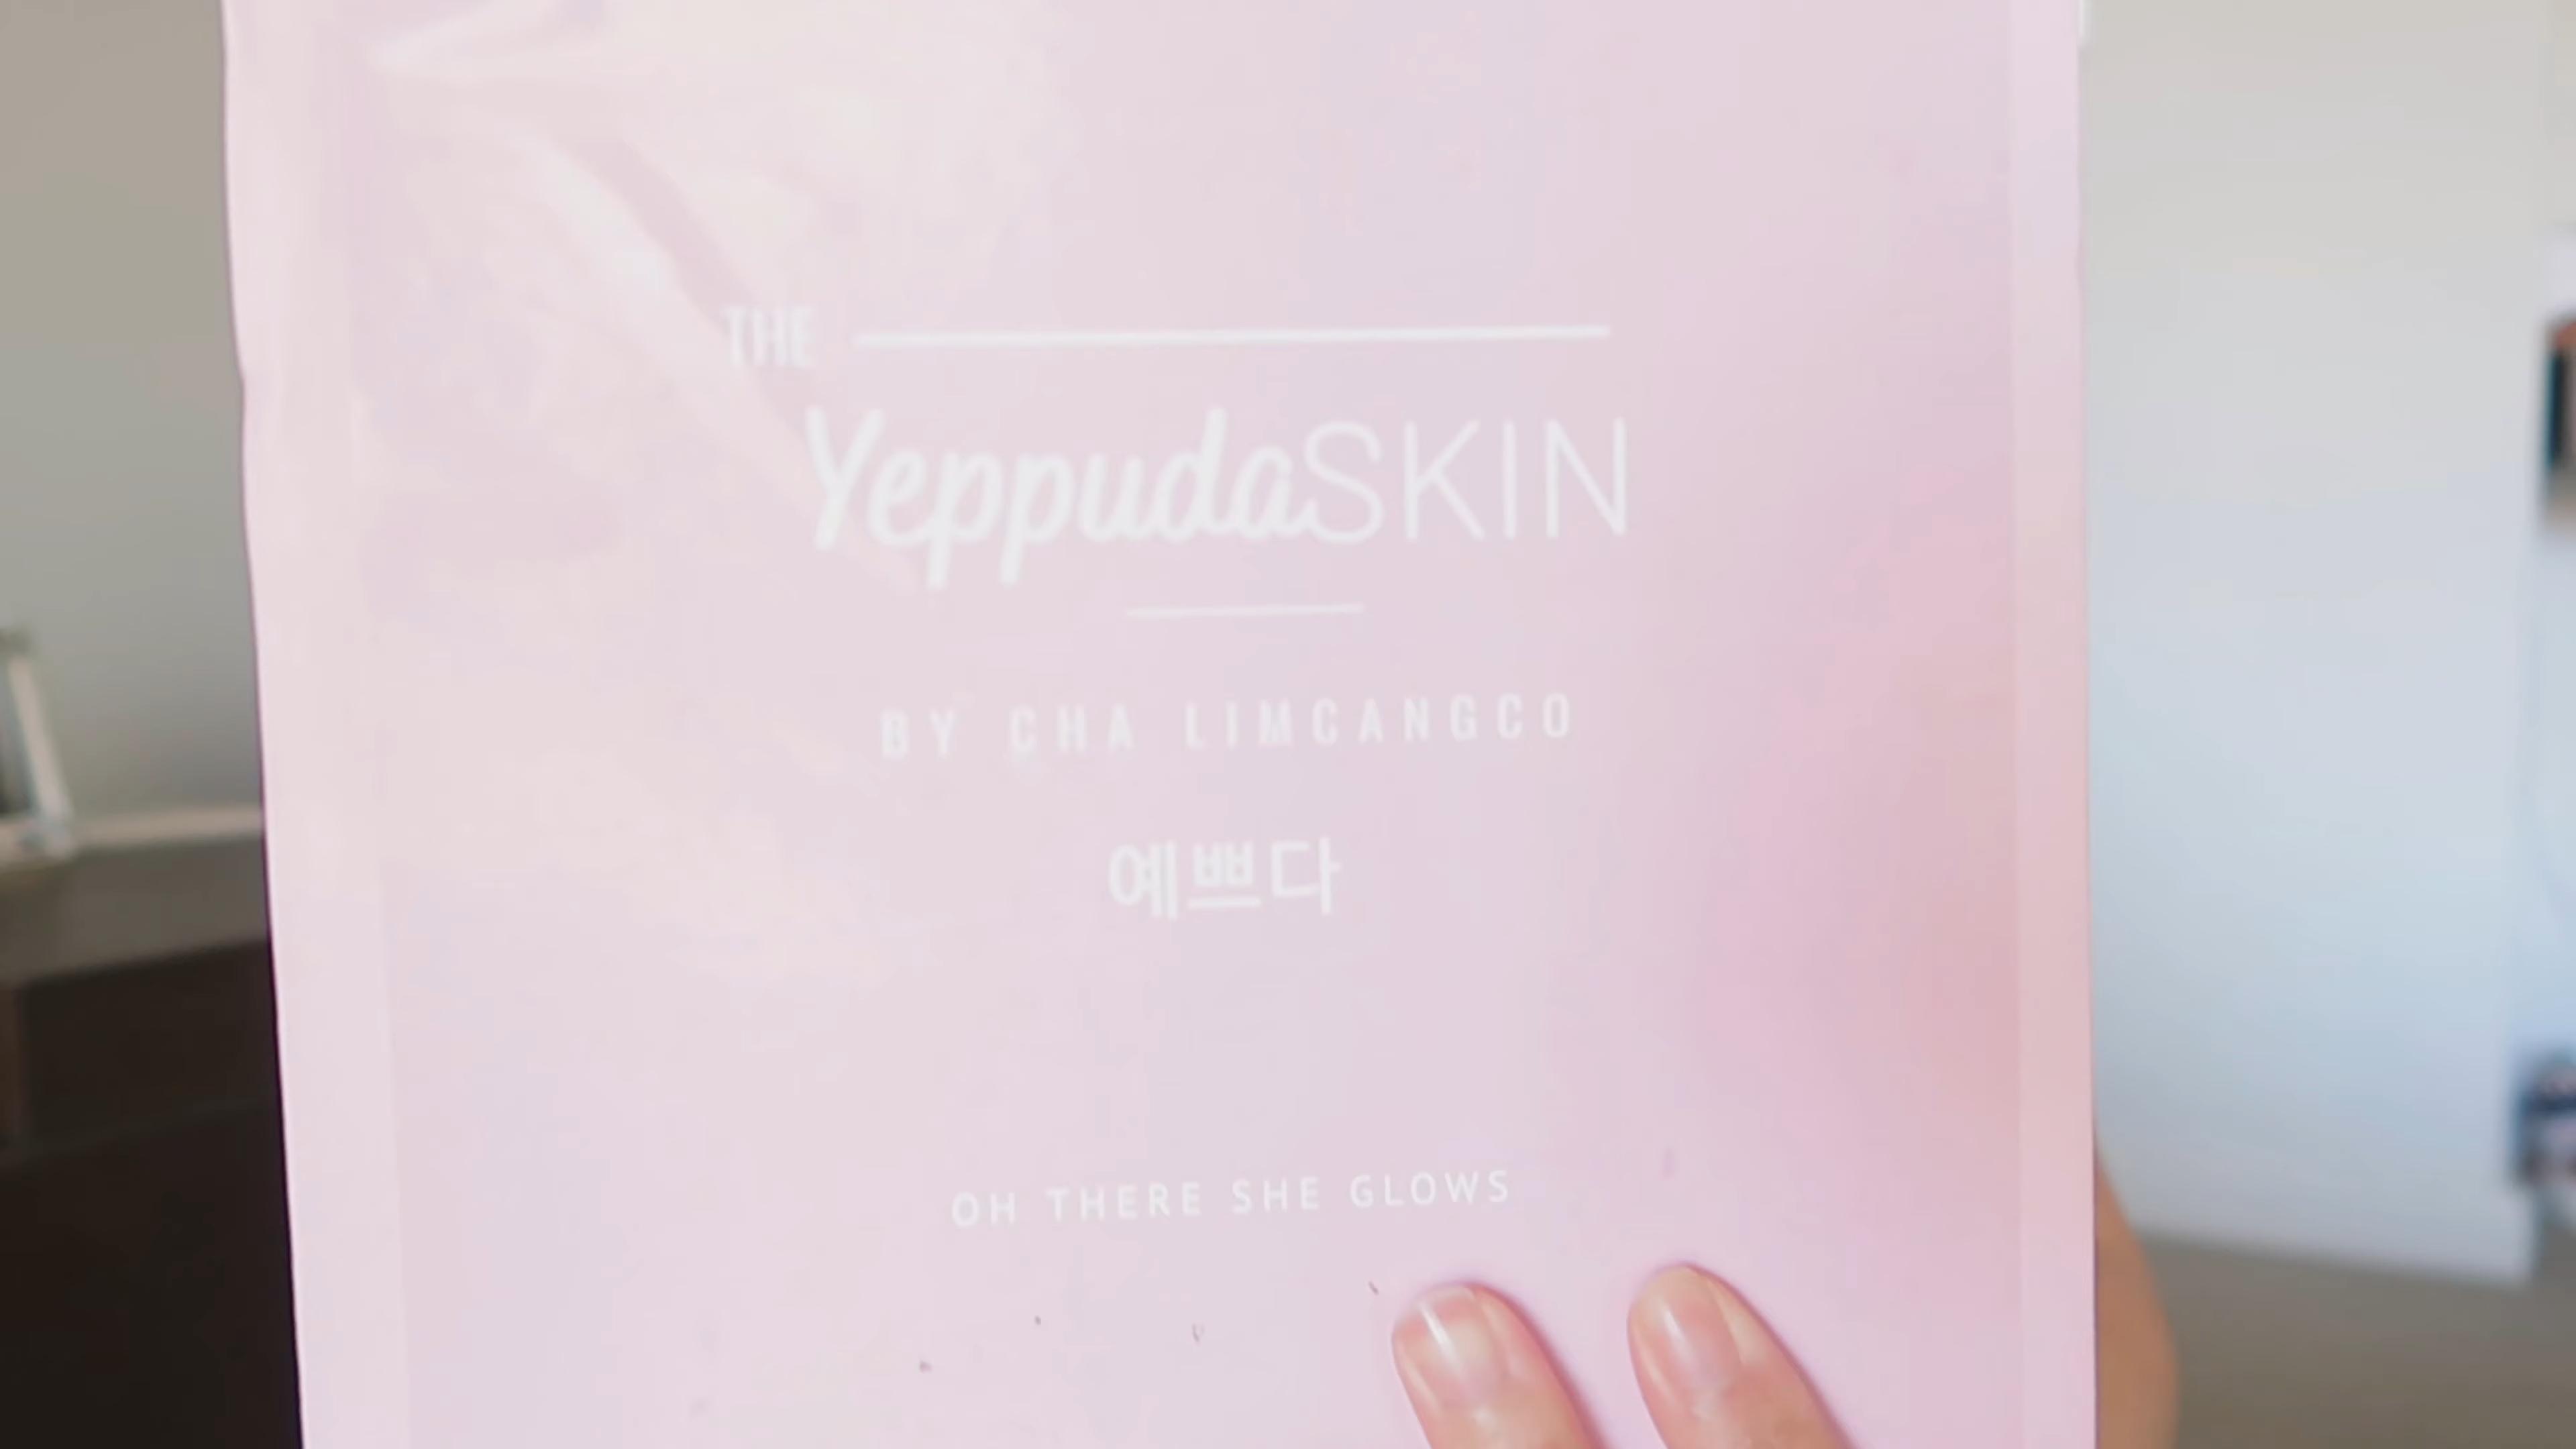 THE
YeppudaSKIN
BY CHA LIMCANGCO
예쁘다
OH THERE SHE GLOWS